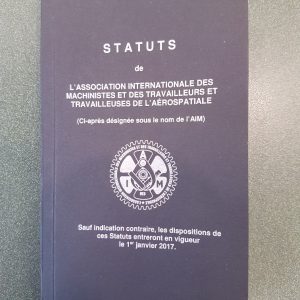 STATUTS
de
L'ASSOCIATION INTERNATIONALE DES
MACHINISTES ET DES TRAVAILLEURS ET
TRAVAILLEUSES DE L'AÉROSPATIALE
(Ci-après désignée sous le nom de l'AIM)
Sauf indication contraire, les dispositions de
ces Statuts entreront en vigueur
le 1er janvier 2017.